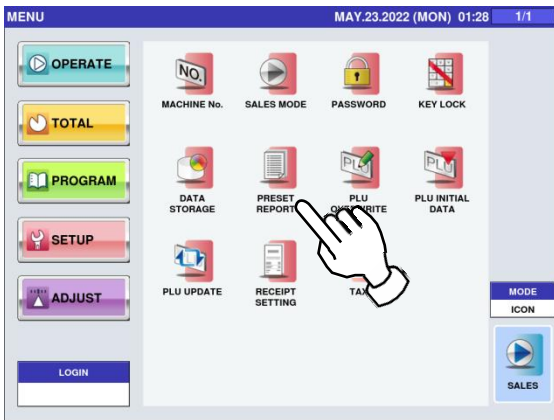 MENU
MAY.23.2022 (MON) 01:28
1/1
OPERATE
TOTAL
PROGRAM
SETUP
ADJUST
LOGIN
NO.
MACHINE No.
SALES MODE
PASSWORD
KEY LOCK
DATA
STORAGE
PRESET
REPORT
PLU
PLU
PLU
PLU INITIAL
DATA
PLU UPDATE
RECEIPT
SETTING
MODE
ICON
SALES